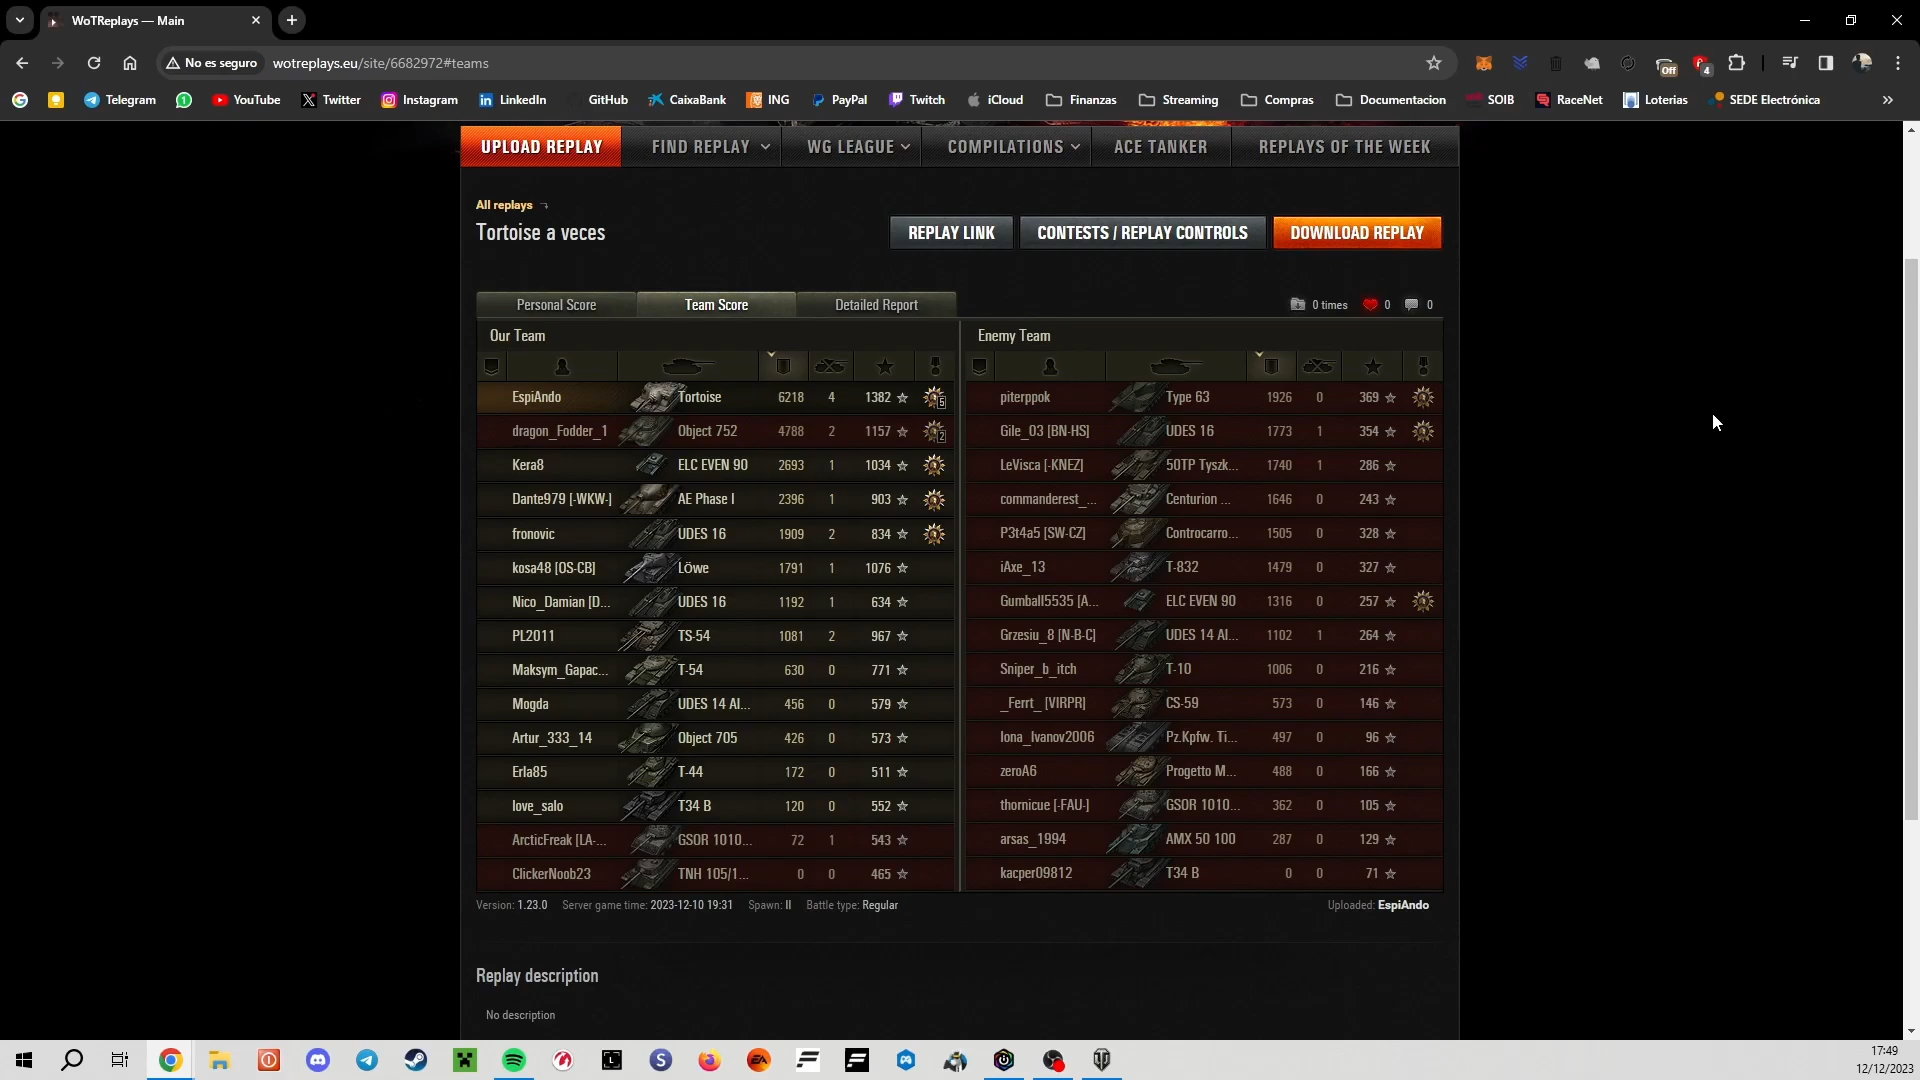 WoTReplays — Main
No es seguro
wotreplays.eu/site/6682972#teams
Off
4
Telegram
YouTube
Twitter
Instagram
LinkedIn
GitHub
CaixaBank
ING
PayPal
Twitch
iCloud
Finanzas
Streaming
Compras
Documentacion
SOIB
RaceNet
Loterias
SEDE Electrónica
UPLOAD REPLAY
FIND REPLAY
WG LEAGUE
COMPILATIONS
ACE TANKER
REPLAYS OF THE WEEK
All replays
Tortoise a veces
REPLAY LINK
CONTESTS / REPLAY CONTROLS
DOWNLOAD REPLAY
Personal Score
Team Score
Detailed Report
0 times
0
0
Our Team
EspiAndo Tortoise 6218 4 1382 5
dragon_Fodder_1 Object 752 4788 2 1157 2
Kera8 ELC EVEN 90 2693 1 1034
Dante979 [-WKW-] AE Phase I 2396 1 903
fronovic UDES 16 1909 2 834
kosa48 [OS-CB] Löwe 1791 1 1076
Nico_Damian [D... UDES 16 1192 1 634
PL2011 TS-54 1081 2 967
Maksym_Gapac... T-54 630 0 771
Mogda UDES 14 Al... 456 0 579
Artur_333_14 Object 705 426 0 573
Erla85 T-44 172 0 511
love_salo T34 B 120 0 552
ArcticFreak [LA-... GSOR 1010... 72 1 543
ClickerNoob23 TNH 105/1... 0 0 465
Enemy Team
piterppok Type 63 1926 0 369
Gile_03 [BN-HS] UDES 16 1773 1 354
LeVisca [-KNEZ] 50TP Tyszk... 1740 1 286
commanderest_... Centurion ... 1646 0 243
P3t4a5 [SW-CZ] Controcarro... 1505 0 328
iAxe_13 T-832 1479 0 327
Gumball5535 [A... ELC EVEN 90 1316 0 257
Grzesiu_8 [N-B-C] UDES 14 Al... 1102 1 264
Sniper_b_itch T-10 1006 0 216
_Ferrt_ [VIRPR] CS-59 573 0 146
Iona_Ivanov2006 Pz.Kpfw. Ti... 497 0 96
zeroA6 Progetto M... 488 0 166
thornicue [-FAU-] GSOR 1010... 362 0 105
arsas_1994 AMX 50 100 287 0 129
kacper09812 T34 B 0 0 71
Version: 1.23.0 Server game time: 2023-12-10 19:31 Spawn: II Battle type: Regular
Uploaded: EspiAndo
Replay description
No description
17:49
12/12/2023